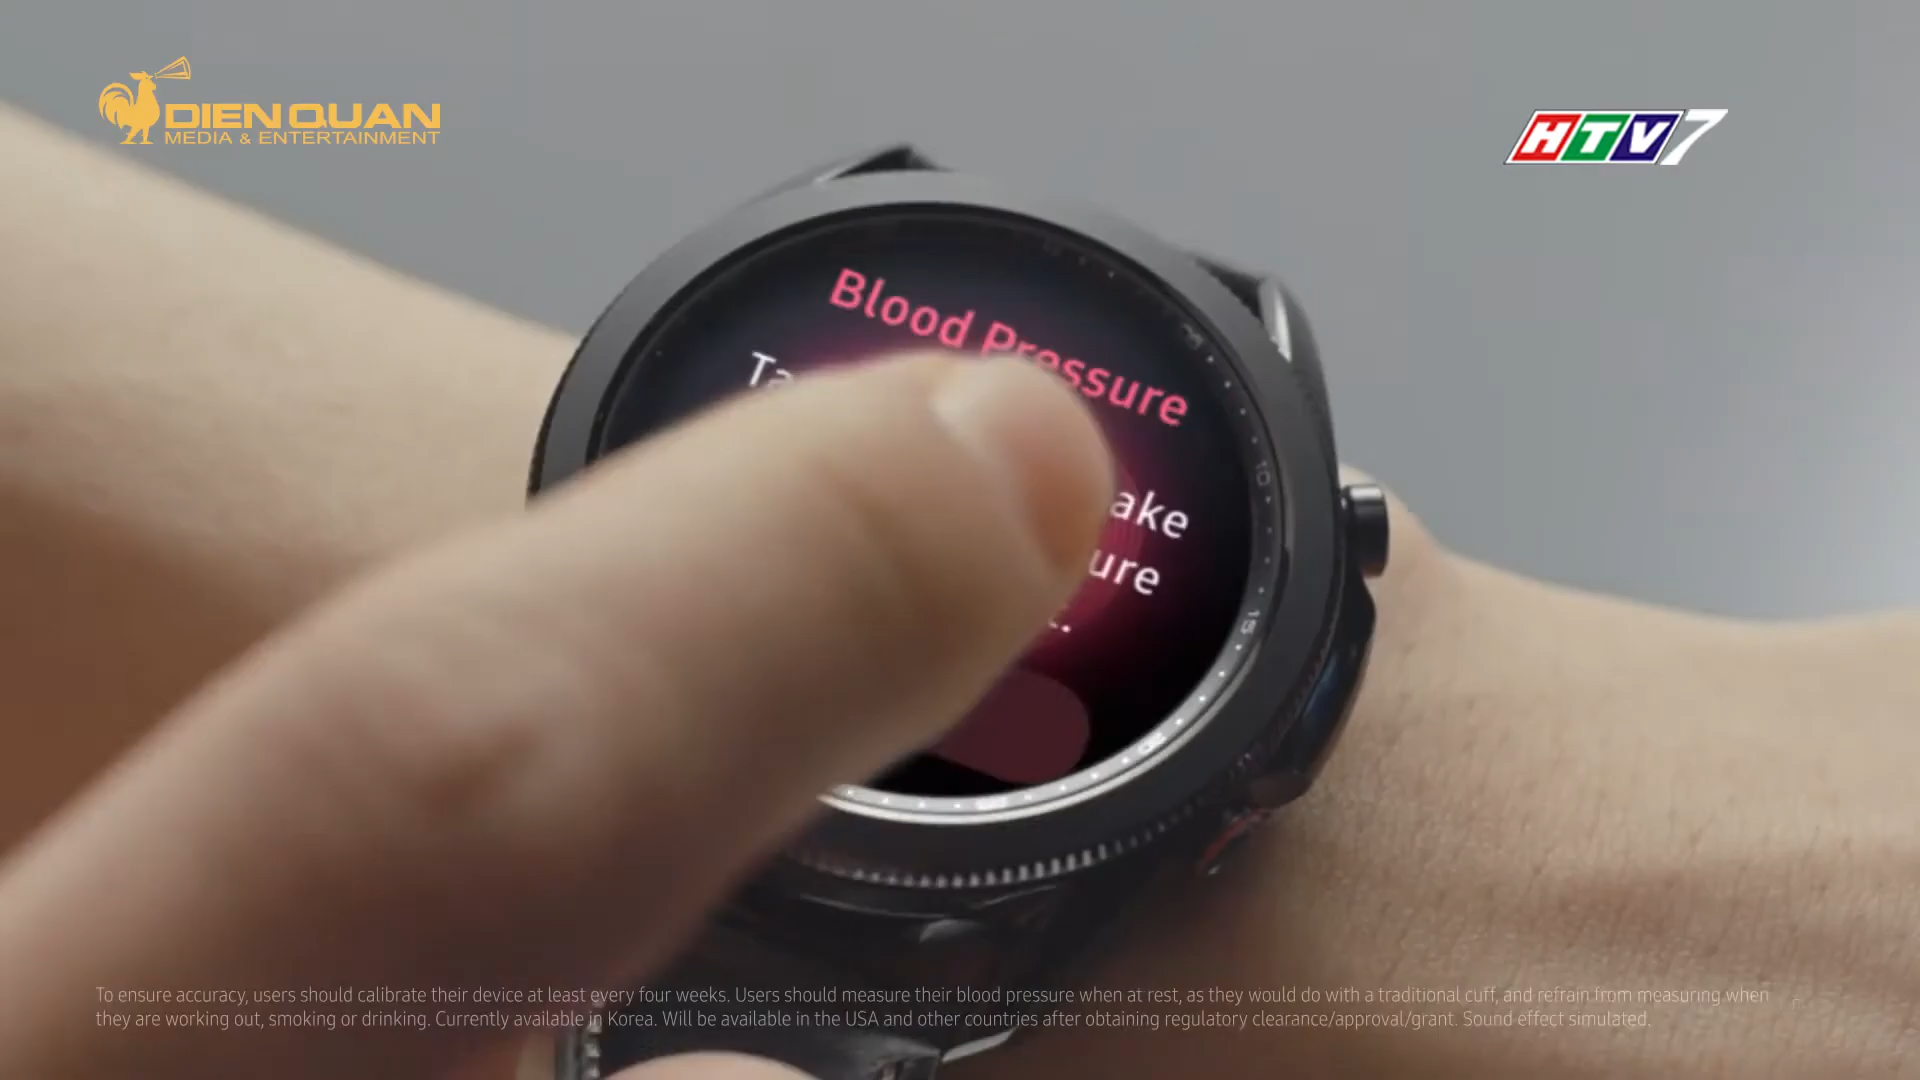 DIEN QUAN
MEDIA & ENTERTAINMENT
HTV7
Blood Pressure
10
15
To ensure accuracy, users should calibrate their device at least every four weeks. Users should measure their blood pressure when at rest, as they would do with a traditional cuff, and refrain from measuring when
they are working out, smoking or drinking. Currently available in Korea. Will be available in the USA and other countries after obtaining regulatory clearance/approval/grant. Sound effect simulated.